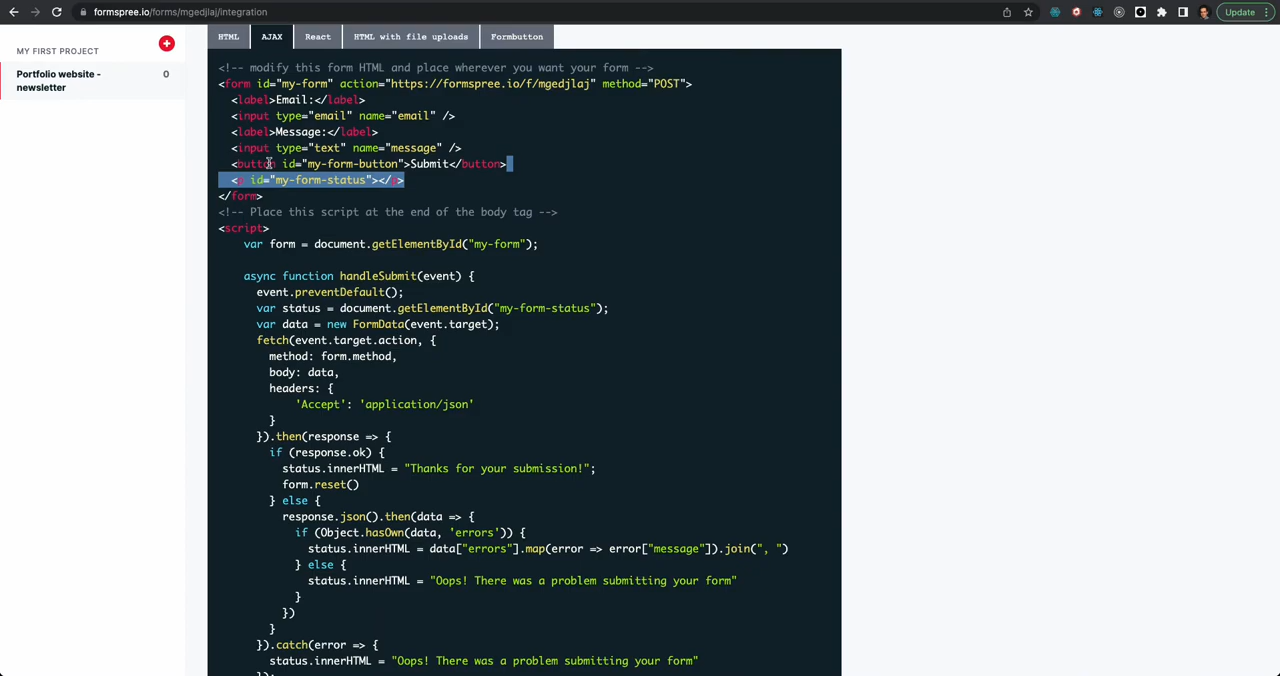 formspree.io/forms/mgedjlaj/integration
Update
MY FIRST PROJECT
Portfolio website -
newsletter
0
HTML
AJAX
React
HTML with file uploads
Formbutton
<!-- modify this form HTML and place wherever you want your form -->
<form id="my-form" action="https://formspree.io/f/mgedjlaj" method="POST">
  <label>Email:</label>
  <input type="email" name="email" />
  <label>Message:</label>
  <input type="text" name="message" />
  <button id="my-form-button">Submit</button>
  <p id="my-form-status"></p>
</form>
<!-- Place this script at the end of the body tag -->
<script>
    var form = document.getElementById("my-form");
    async function handleSubmit(event) {
      event.preventDefault();
      var status = document.getElementById("my-form-status");
      var data = new FormData(event.target);
      fetch(event.target.action, {
        method: form.method,
        body: data,
        headers: {
            'Accept': 'application/json'
        }
      }).then(response => {
        if (response.ok) {
          status.innerHTML = "Thanks for your submission!";
          form.reset()
        } else {
          response.json().then(data => {
            if (Object.hasOwn(data, 'errors')) {
              status.innerHTML = data["errors"].map(error => error["message"]).join(", ")
            } else {
              status.innerHTML = "Oops! There was a problem submitting your form"
            }
          })
        }
      }).catch(error => {
        status.innerHTML = "Oops! There was a problem submitting your form"
      });